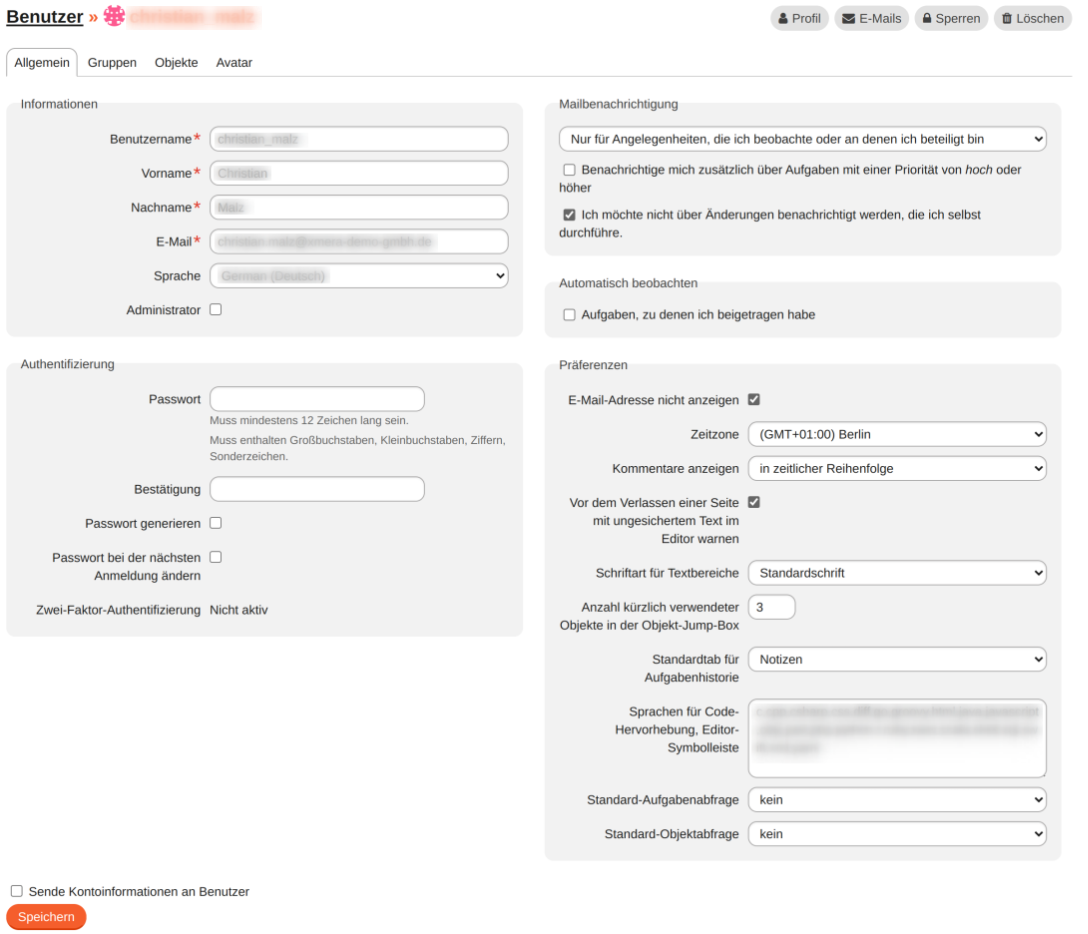 Benutzer »
Profil
E-Mails
Sperren
Löschen
Allgemein
Gruppen
Objekte
Avatar
Informationen
Benutzername*
christian_malz
Vorname*
Christian
Nachname*
Malz
E-Mail*
Sprache
German (Deutsch)
Administrator
Authentifizierung
Passwort
Muss mindestens 12 Zeichen lang sein.
Muss enthalten Großbuchstaben, Kleinbuchstaben, Ziffern,
Sonderzeichen.
Bestätigung
Passwort generieren
Passwort bei der nächsten
Anmeldung ändern
Zwei-Faktor-Authentifizierung Nicht aktiv
Mailbenachrichtigung
Nur für Angelegenheiten, die ich beobachte oder an denen ich beteiligt bin
Benachrichtige mich zusätzlich über Aufgaben mit einer Priorität von hoch oder
höher
Ich möchte nicht über Änderungen benachrichtigt werden, die ich selbst
durchführe.
Automatisch beobachten
Aufgaben, zu denen ich beigetragen habe
Präferenzen
E-Mail-Adresse nicht anzeigen
Zeitzone
(GMT+01:00) Berlin
Kommentare anzeigen
in zeitlicher Reihenfolge
Vor dem Verlassen einer Seite
mit ungesichertem Text im
Editor warnen
Schriftart für Textbereiche
Standardschrift
Anzahl kürzlich verwendeter
Objekte in der Objekt-Jump-Box
3
Standardtab für
Aufgabenhistorie
Notizen
Sprachen für Code-
Hervorhebung, Editor-
Symbolleiste
Standard-Aufgabenabfrage
kein
Standard-Objektabfrage
kein
Sende Kontoinformationen an Benutzer
Speichern